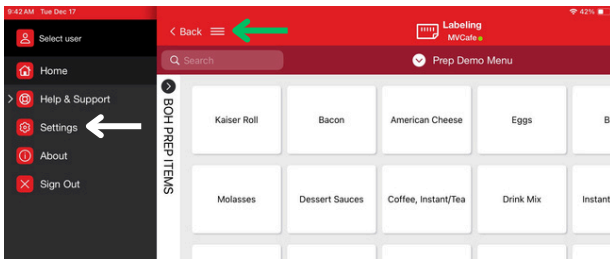 9:42 AM Tue Dec 17
42%
Select user
Home
Help & Support
Settings
About
Sign Out
Back
Labeling
MVCafe
Search
Prep Demo Menu
BOH PREP ITEMS
Kaiser Roll
Bacon
American Cheese
Eggs
B
Molasses
Dessert Sauces
Coffee, Instant/Tea
Drink Mix
Instant